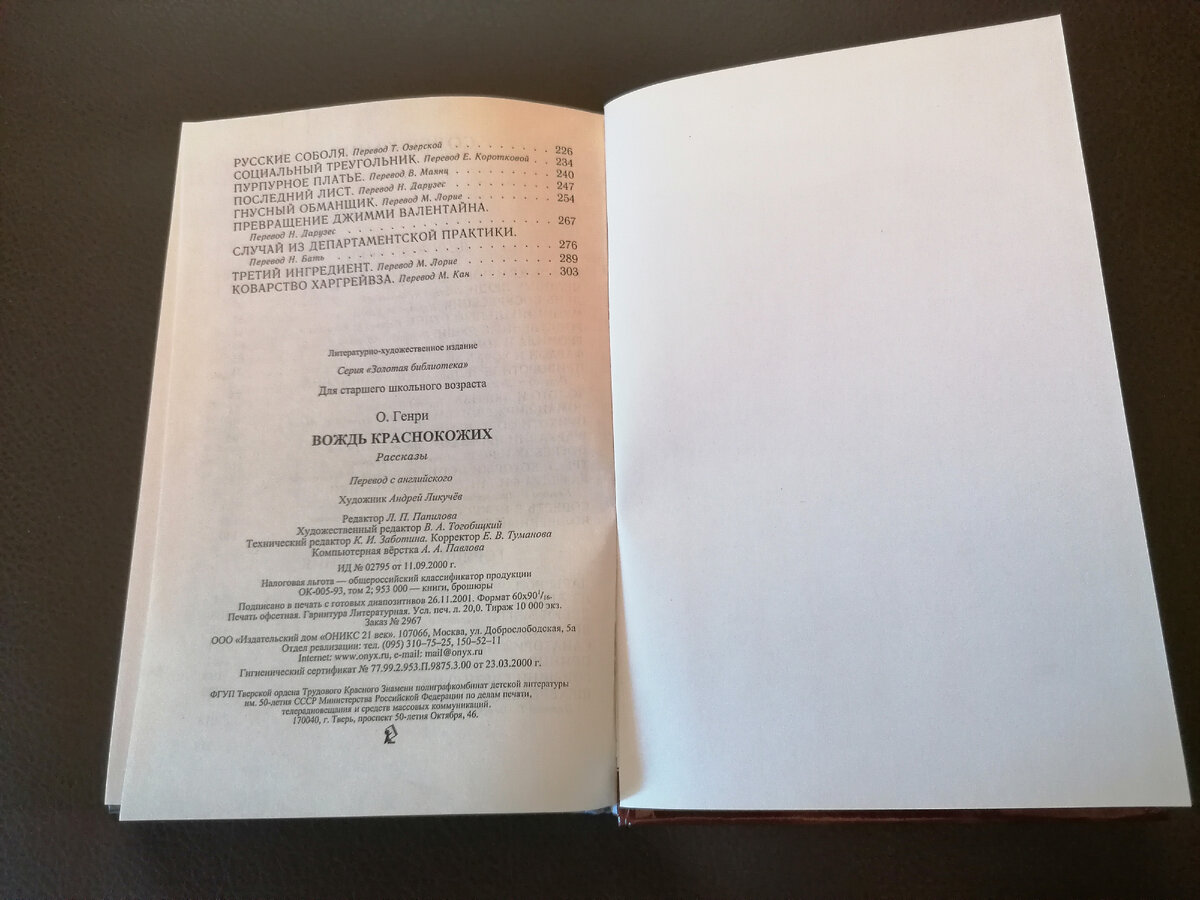 РУССКИЕ СОБОЛЯ. Перевод Т. Озерской . . . . . . . . 226
СОЦИАЛЬНЫЙ ТРЕУГОЛЬНИК. Перевод Е. Коротковой . . 234
ПУРПУРНОЕ ПЛАТЬЕ. Перевод В. Маянц . . . . . . . . 240
ПОСЛЕДНИЙ ЛИСТ. Перевод Н. Дарузес . . . . . . . . 247
ГНУСНЫЙ ОБМАНЩИК. Перевод М. Лорие . . . . . . . . 254
ПРЕВРАЩЕНИЕ ДЖИММИ ВАЛЕНТАЙНА.
Перевод Н. Дарузес . . . . . . . . . . . . . . . . 267
СЛУЧАЙ ИЗ ДЕПАРТАМЕНТСКОЙ ПРАКТИКИ.
Перевод Н. Бать . . . . . . . . . . . . . . . . . 276
ТРЕТИЙ ИНГРЕДИЕНТ. Перевод М. Лорие . . . . . . . . 289
КОВАРСТВО ХАРГРЕЙВЗА. Перевод М. Кан . . . . . . . 303
Литературно-художественное издание
Серия «Золотая библиотека»
Для старшего школьного возраста
О. Генри
ВОЖДЬ КРАСНОКОЖИХ
Рассказы
Перевод с английского
Художник Андрей Ликучёв
Редактор Л. П. Папилова
Художественный редактор В. А. Тогобицкий
Технический редактор К. И. Заботина. Корректор Е. В. Туманова
Компьютерная вёрстка А. А. Павлова
ИД № 02795 от 11.09.2000 г.
Налоговая льгота — общероссийский классификатор продукции
ОК-005-93, том 2; 953 000 — книги, брошюры
Подписано в печать с готовых диапозитивов 26.11.2001. Формат 60х90¹/₁₆.
Печать офсетная. Гарнитура Литературная. Усл. печ. л. 20,0. Тираж 10 000 экз.
Заказ № 2967
ООО «Издательский дом «ОНИКС 21 век». 107066, Москва, ул. Доброслободская, 5а
Отдел реализации: тел. (095) 310-75-25, 150-52-11
Internet: www.onyx.ru, e-mail: mail@onyx.ru
Гигиенический сертификат № 77.99.2.953.П.9875.3.00 от 23.03.2000 г.
ФГУП Тверской ордена Трудового Красного Знамени полиграфкомбинат детской литературы
им. 50-летия СССР Министерства Российской Федерации по делам печати,
телерадиовещания и средств массовых коммуникаций.
170040, г. Тверь, проспект 50-летия Октября, 46.